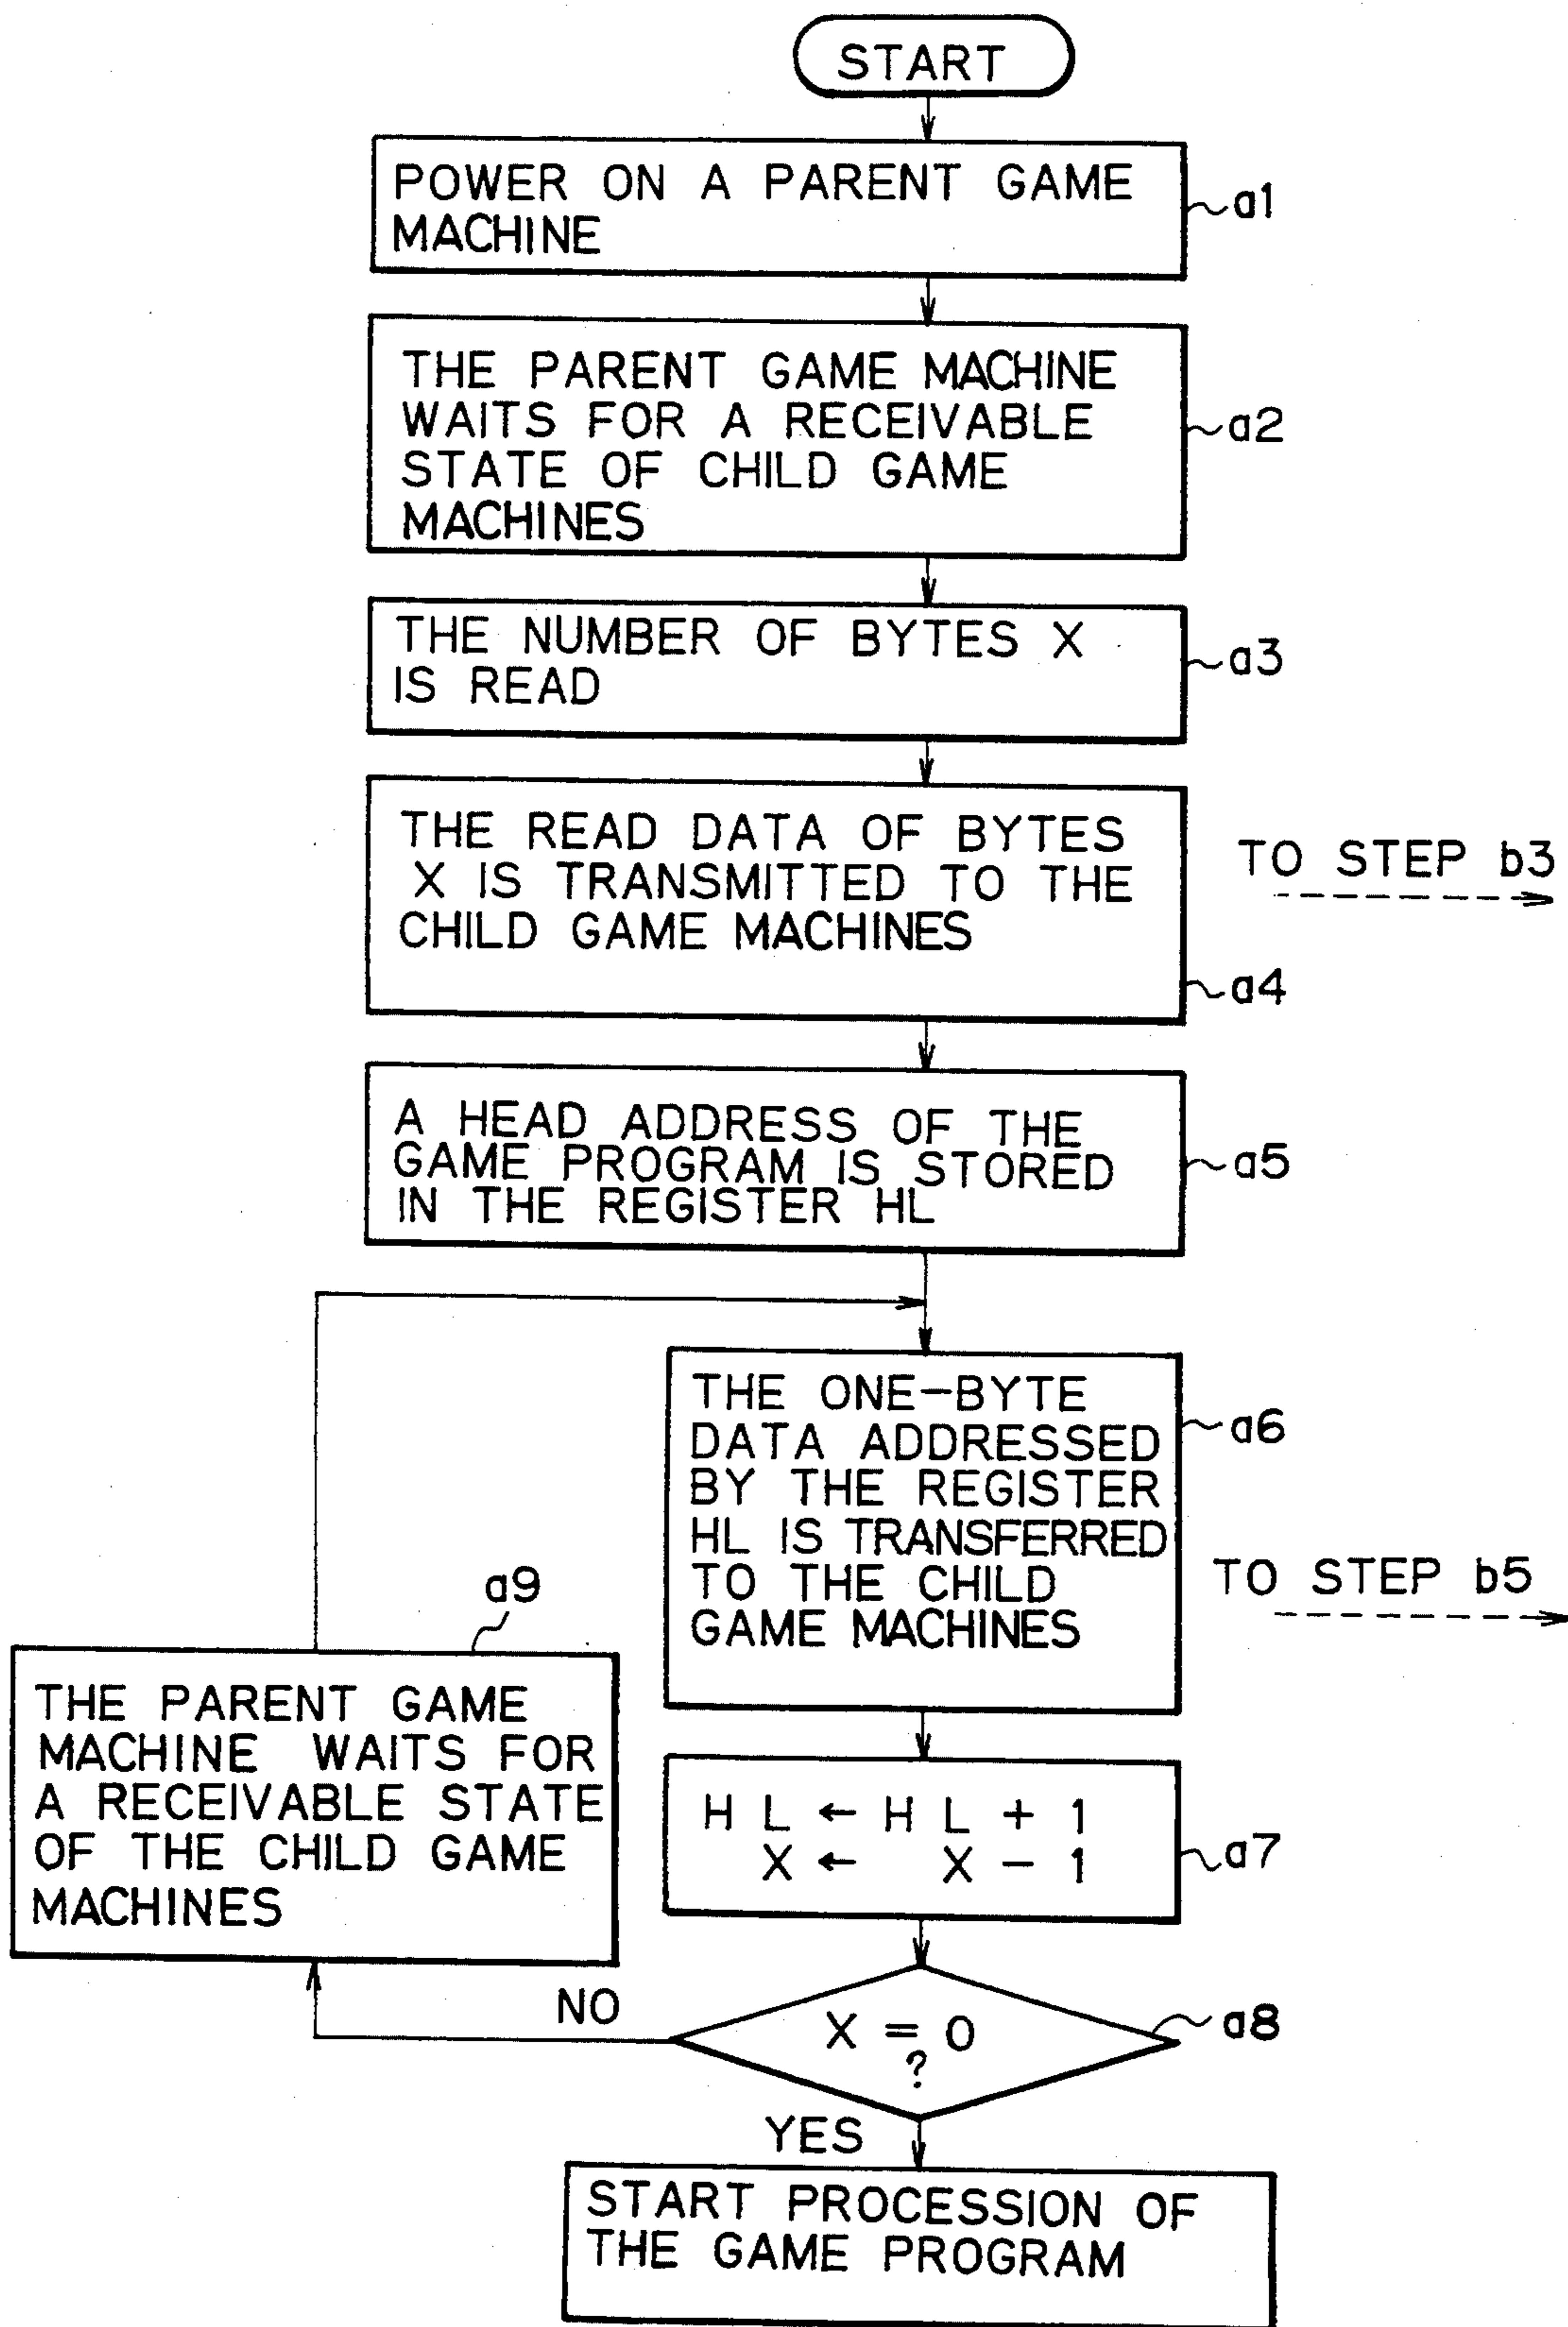 START
POWER ON A PARENT GAME
MACHINE
a1
THE PARENT GAME MACHINE
WAITS FOR A RECEIVABLE
STATE OF CHILD GAME
MACHINES
a2
THE NUMBER OF BYTES X
IS READ
a3
THE READ DATA OF BYTES
X IS TRANSMITTED TO THE
CHILD GAME MACHINES
a4
TO STEP b3
A HEAD ADDRESS OF THE
GAME PROGRAM IS STORED
IN THE REGISTER HL
a5
THE ONE-BYTE
DATA ADDRESSED
BY THE REGISTER
HL IS TRANSFERRED
TO THE CHILD
GAME MACHINES
a6
TO STEP b5
a9
THE PARENT GAME
MACHINE WAITS FOR
A RECEIVABLE STATE
OF THE CHILD GAME
MACHINES
H L ← H L + 1
X ← X − 1
a7
X = 0
?
a8
NO
YES
START PROCESSION OF
THE GAME PROGRAM